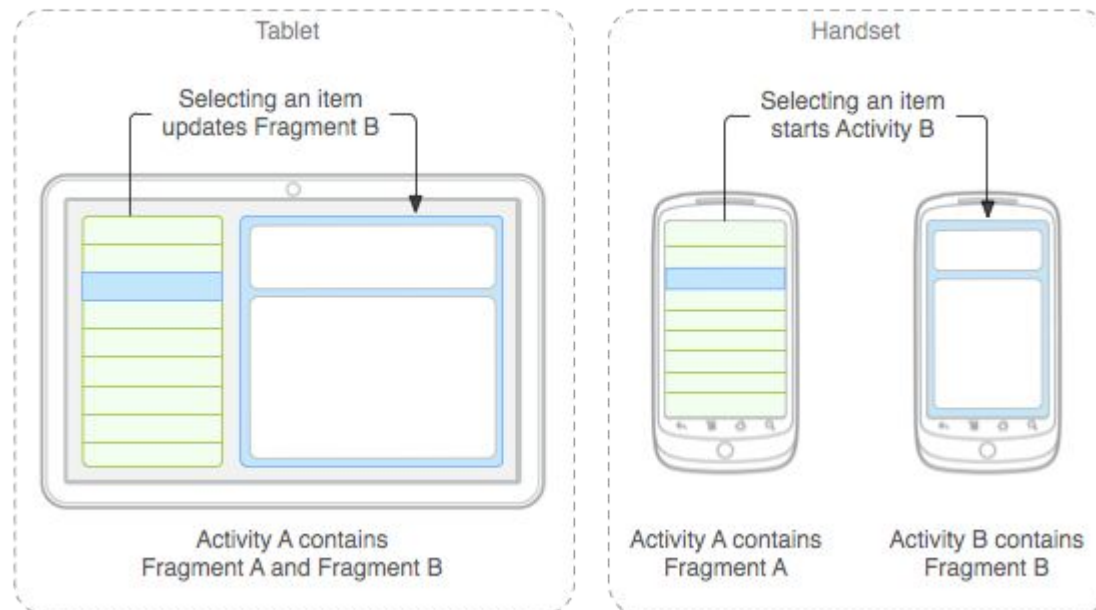 Tablet
Selecting an item
updates Fragment B
Activity A contains
Fragment A and Fragment B
Handset
Selecting an item
starts Activity B
Activity A contains
Fragment A
Activity B contains
Fragment B